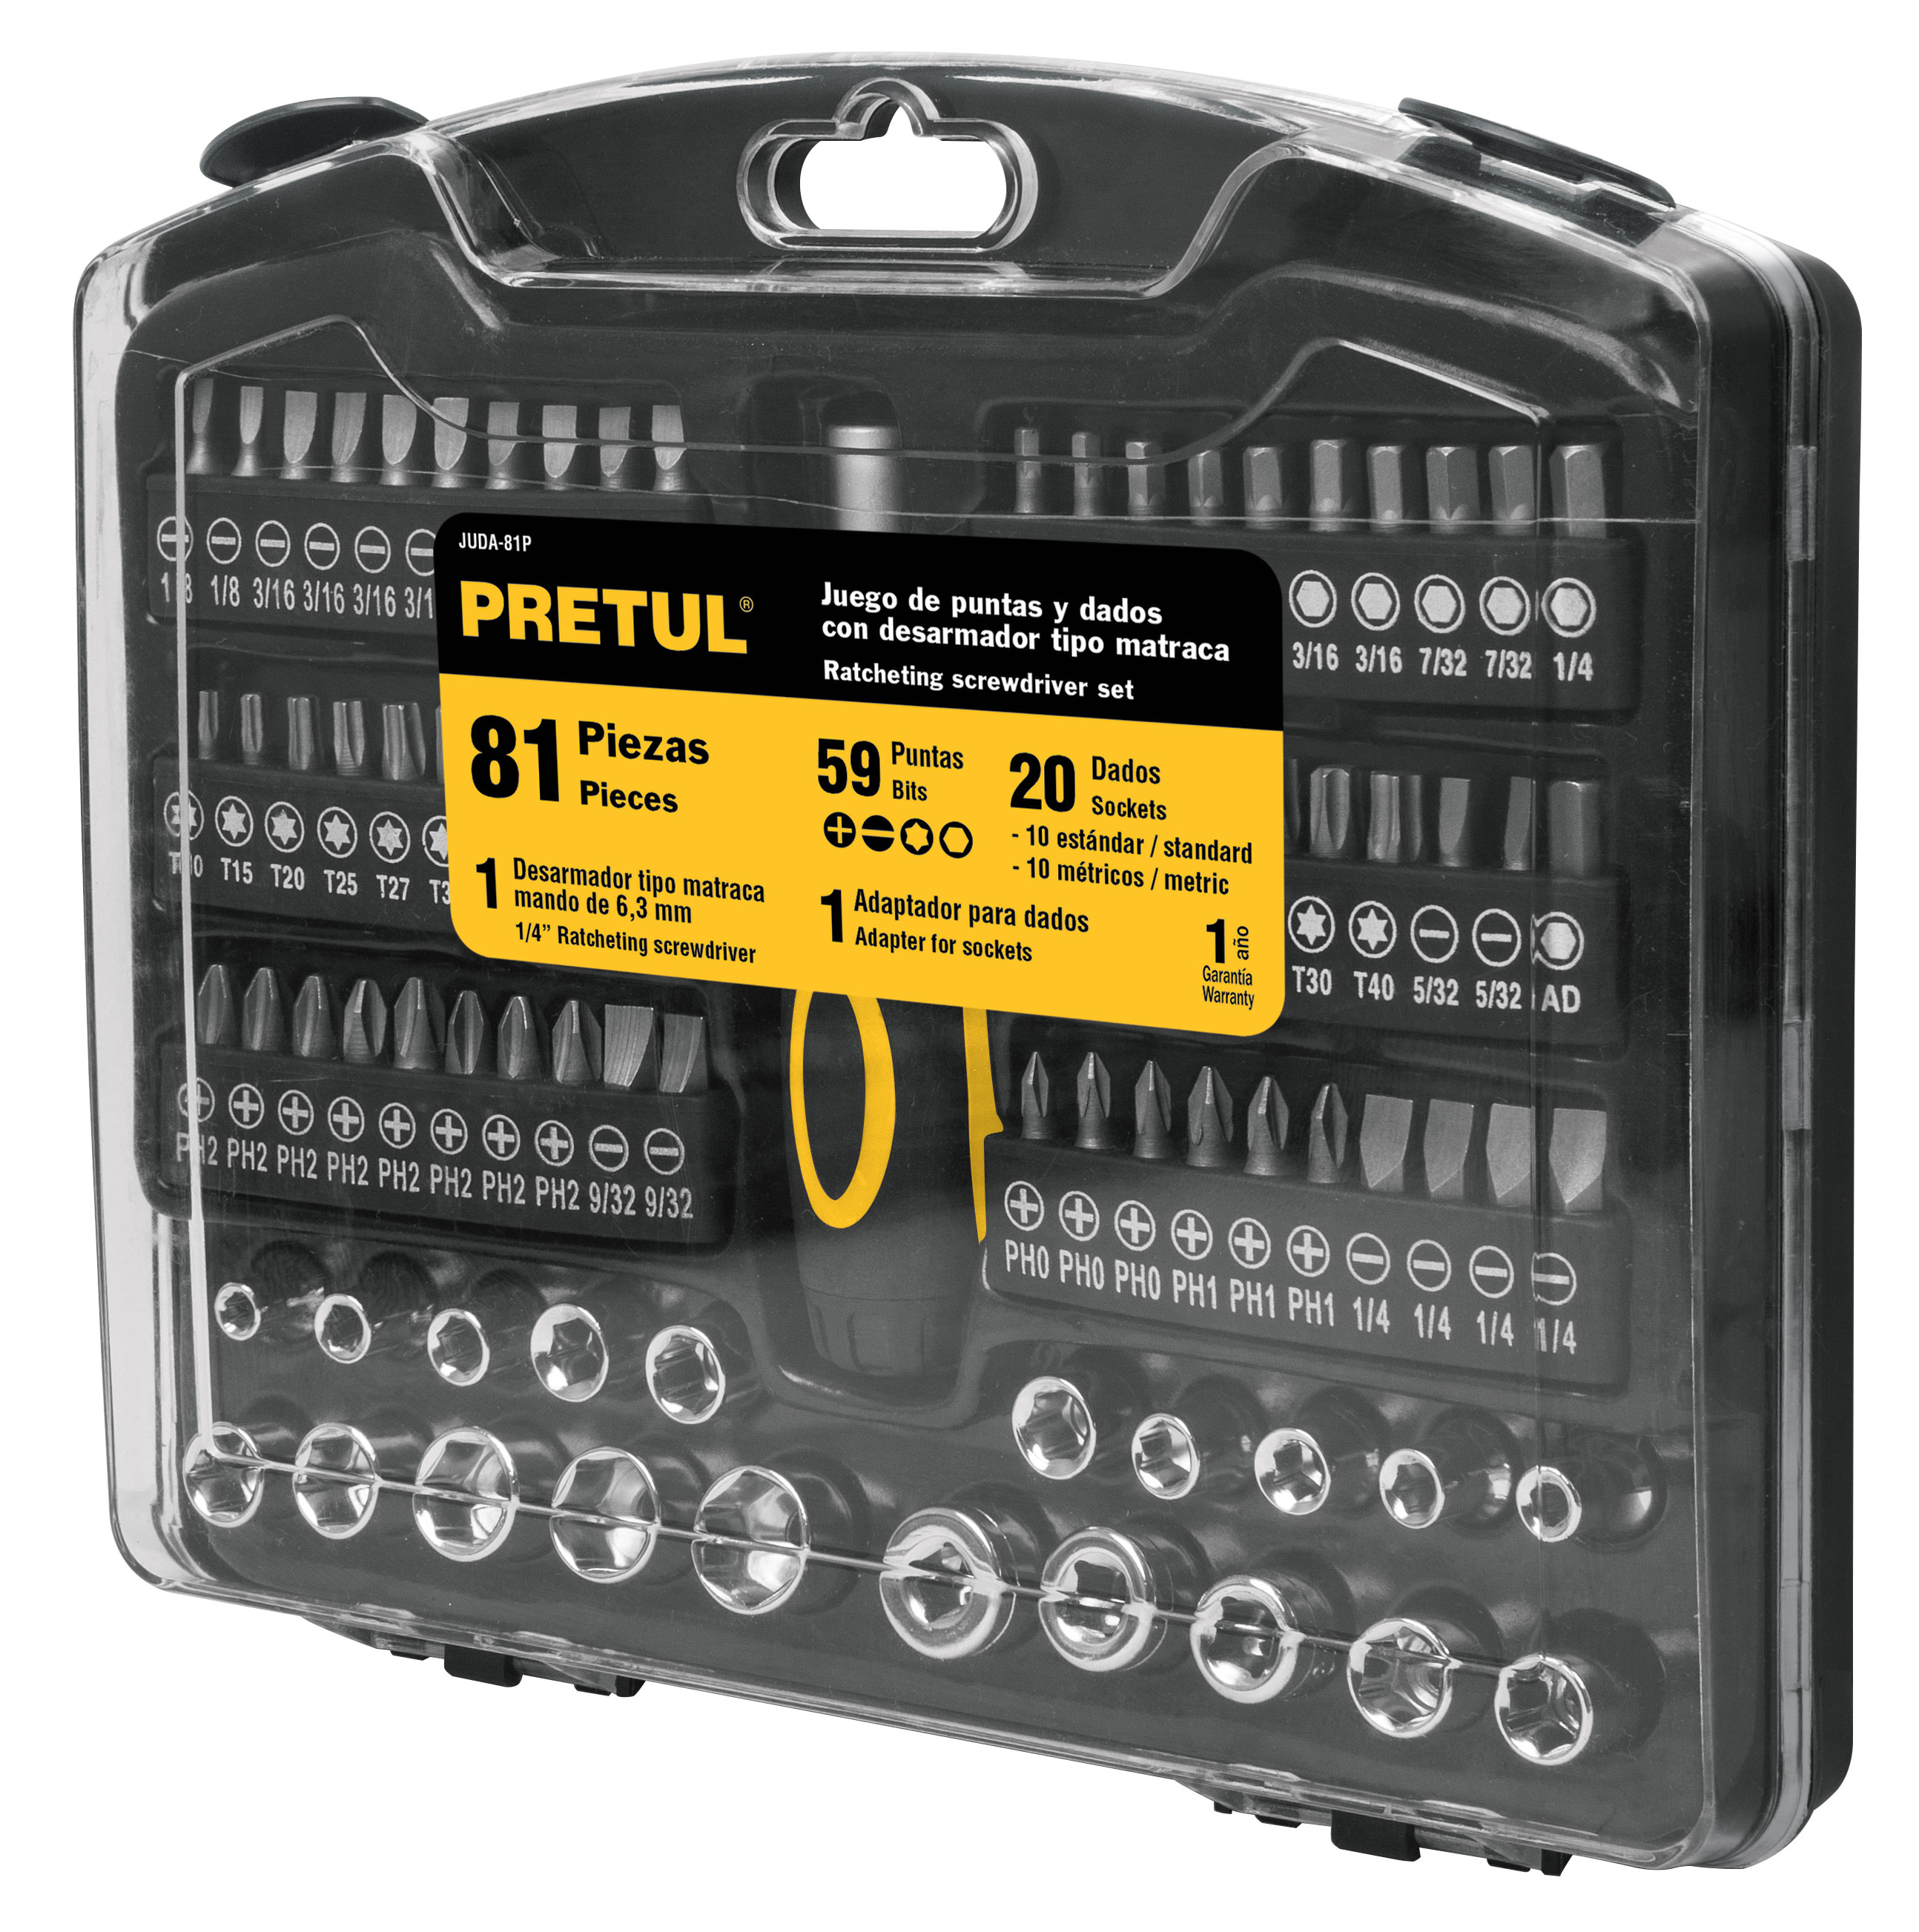 1/8 1/8 3/16 3/16 3/16
JUDA-81P
PRETUL®
Juego de puntas y dados
con desarmador tipo matraca
Ratcheting screwdriver set
3/16 3/16 7/32 7/32 1/4
81 Piezas
Pieces
59 Puntas
Bits
20 Dados
Sockets
- 10 estándar / standard
- 10 métricos / metric
1 Desarmador tipo matraca
mando de 6,3 mm
1/4” Ratcheting screwdriver
1 Adaptador para dados
Adapter for sockets
1 año
Garantía
Warranty
T15 T20 T25 T27
T30 T40 5/32 5/32 AD
PH2 PH2 PH2 PH2 PH2 PH2 PH2 PH2 9/32 9/32
PH0 PH0 PH0 PH1 PH1 PH1 1/4 1/4 1/4 1/4